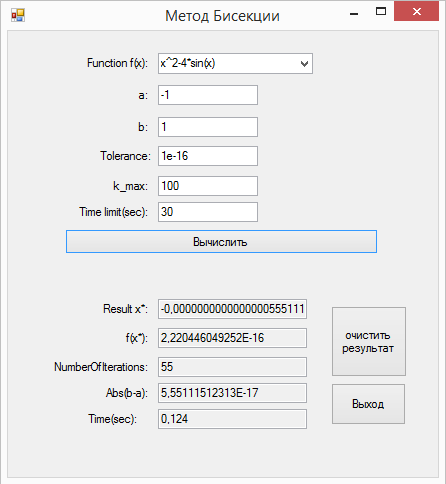 Метод Бисекции
Function f(x): x^2-4*sin(x)
a: -1
b: 1
Tolerance: 1e-16
k_max: 100
Time limit(sec): 30
Вычислить
Result x*: -0,0000000000000000555111
f(x*): 2,220446049252E-16
NumberOfIterations: 55
Abs(b-a): 5,55111512313E-17
Time(sec): 0,124
очистить
результат
Выход